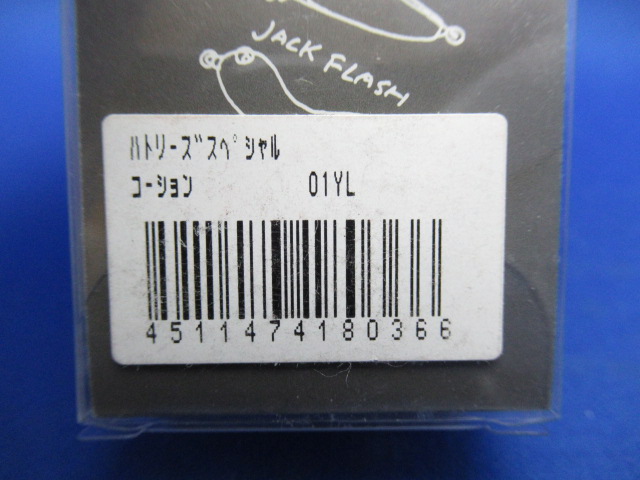 JACK FLASH
ﾊﾄﾘｰｽﾞｽﾍﾟｼｬﾙ
ｺｰｼｮﾝ 01YL
4511474180366